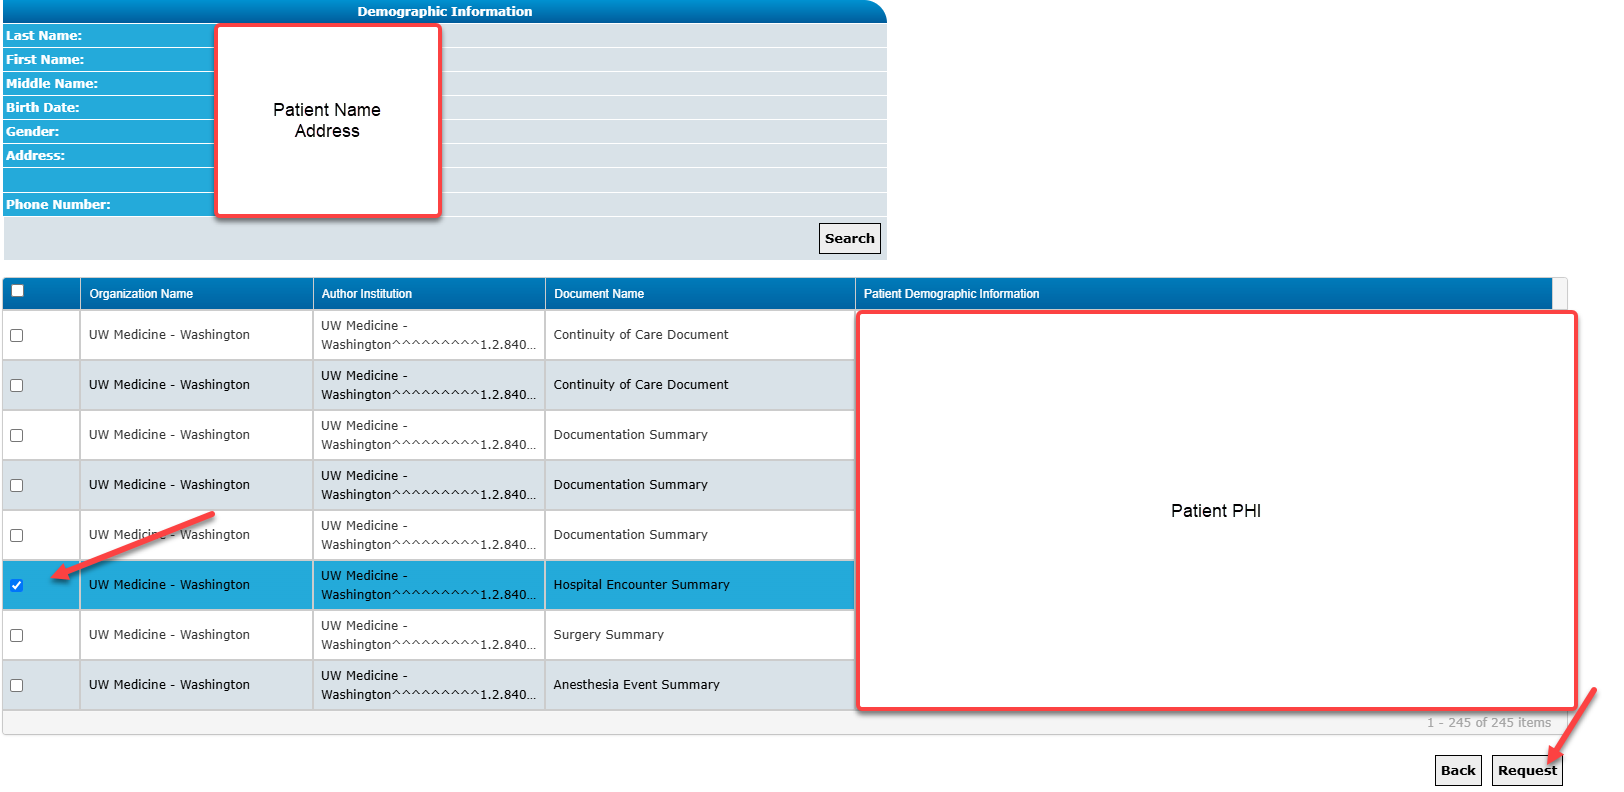 Demographic Information
Last Name:
First Name:
Middle Name:
Birth Date:
Gender:
Address:
Phone Number:
Patient Name
Address
Search
Organization Name Author Institution Document Name Patient Demographic Information
UW Medicine - Washington UW Medicine - Continuity of Care Document
Washington^^^^^^^^^1.2.840...
UW Medicine - Washington UW Medicine - Continuity of Care Document
Washington^^^^^^^^^1.2.840...
UW Medicine - Washington UW Medicine - Documentation Summary
Washington^^^^^^^^^1.2.840...
UW Medicine - Washington UW Medicine - Documentation Summary
Washington^^^^^^^^^1.2.840...
UW Medicine - Washington UW Medicine - Documentation Summary
Washington^^^^^^^^^1.2.840...
UW Medicine - Washington UW Medicine - Hospital Encounter Summary
Washington^^^^^^^^^1.2.840...
UW Medicine - Washington UW Medicine - Surgery Summary
Washington^^^^^^^^^1.2.840...
UW Medicine - Washington UW Medicine - Anesthesia Event Summary
Washington^^^^^^^^^1.2.840...
Patient PHI
1 - 245 of 245 items
Back Request